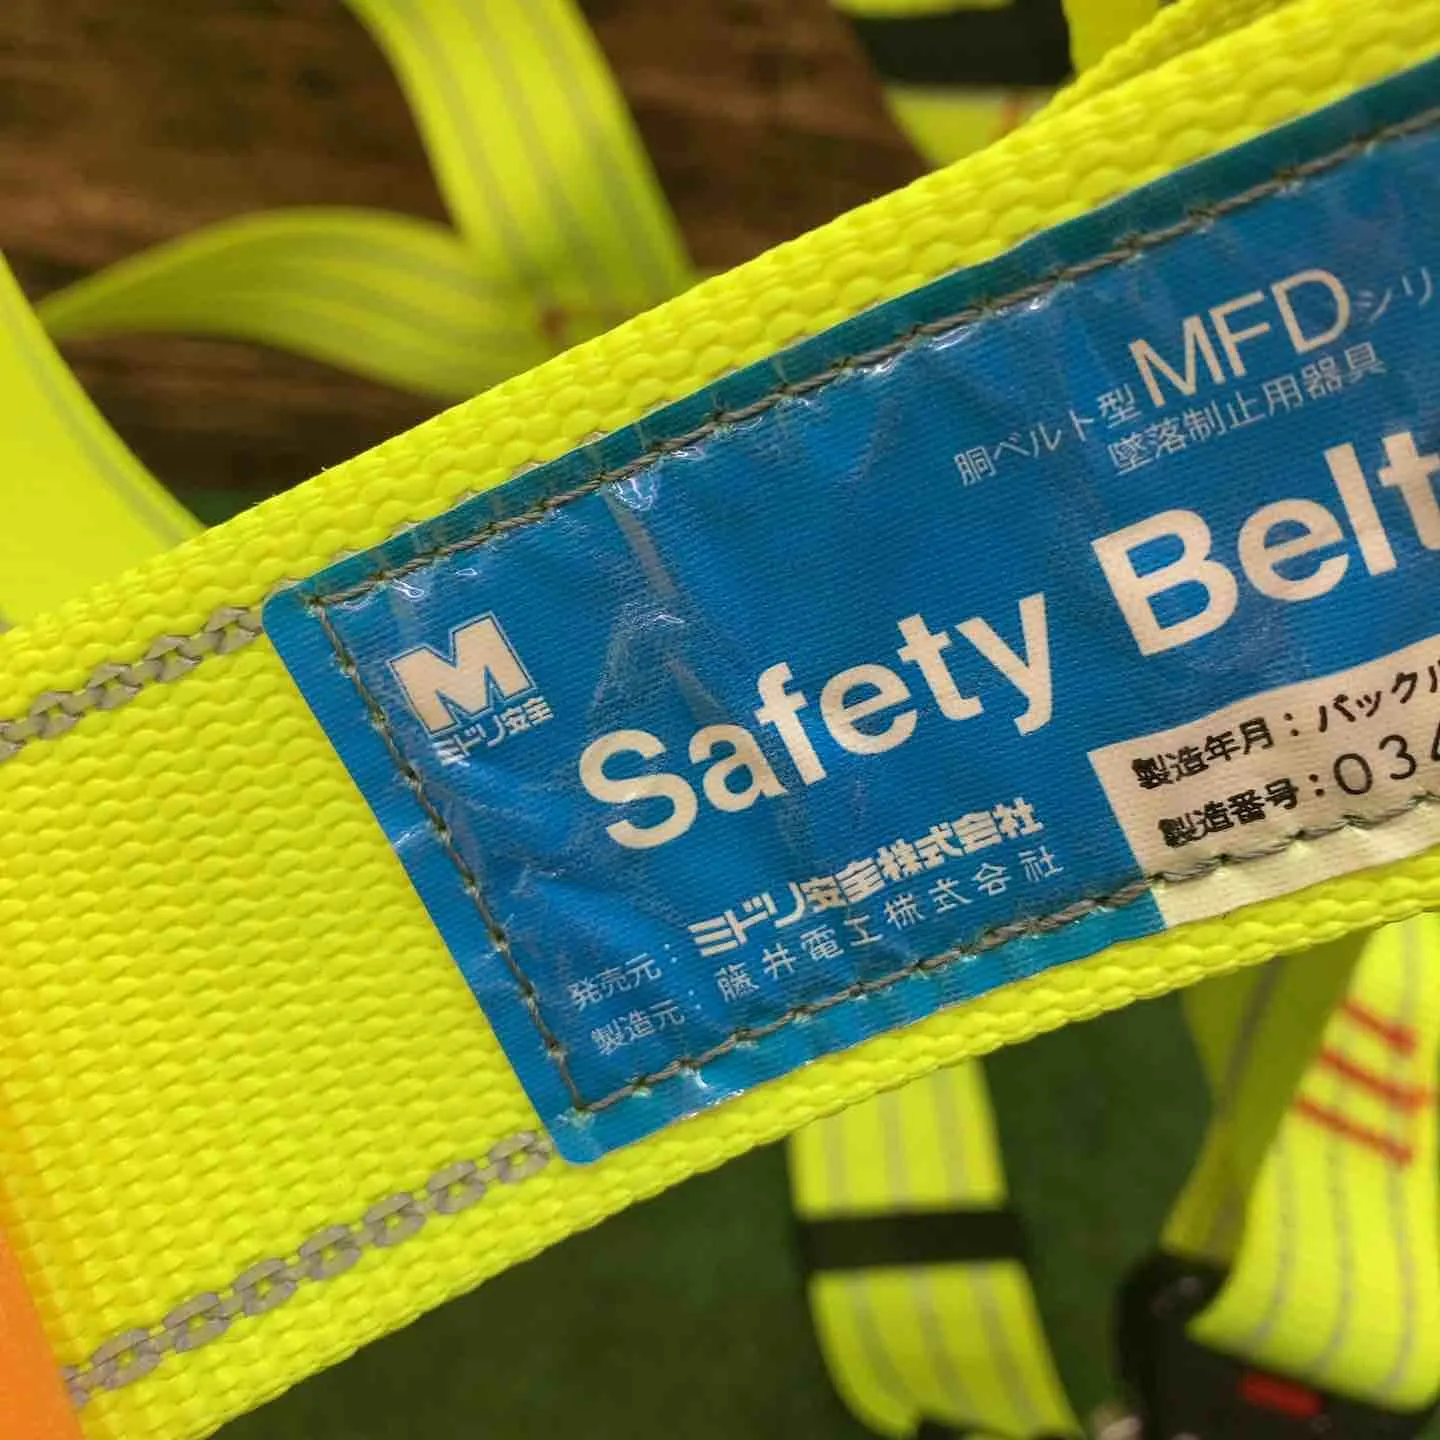 胴ベルト型 MFDシリ
墜落制止用器具
M
ミドリ安全
Safety Belt
製造年月：バックル
製造番号：034
発売元：ミドリ安全株式会社
製造元：藤井電工株式会社